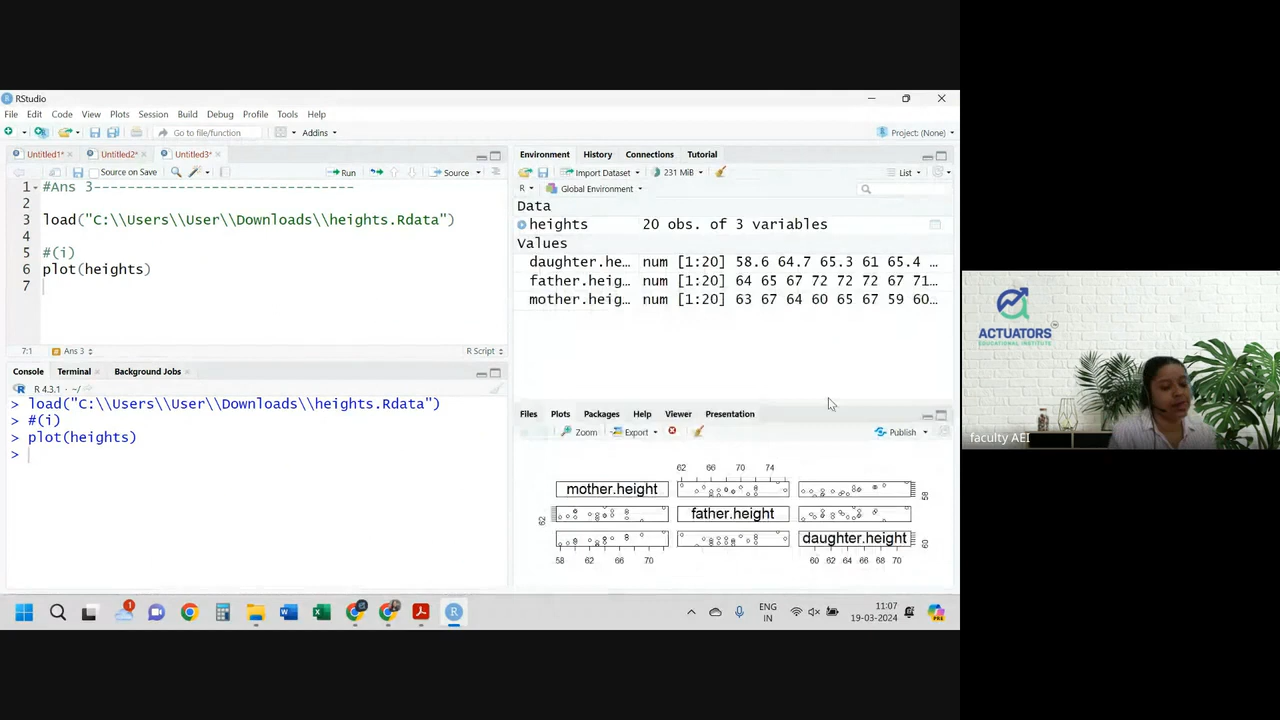 RStudio
File Edit Code View Plots Session Build Debug Profile Tools Help
Go to file/function Addins Project: (None)
Untitled1* Untitled2* Untitled3*
Source on Save Run Source
1 #Ans 3-------------------------------
2
3 load("C:\\Users\\User\\Downloads\\heights.Rdata")
4
5 #(i)
6 plot(heights)
7
7:1 Ans 3 R Script
Console Terminal Background Jobs
R 4.3.1 · ~/
> load("C:\\Users\\User\\Downloads\\heights.Rdata")
> #(i)
> plot(heights)
>
Environment History Connections Tutorial
Import Dataset 231 MiB List
R Global Environment
Data
heights 20 obs. of 3 variables
Values
daughter.he… num [1:20] 58.6 64.7 65.3 61 65.4 …
father.heig… num [1:20] 64 65 67 72 72 72 67 71…
mother.heig… num [1:20] 63 67 64 60 65 67 59 60…
Files Plots Packages Help Viewer Presentation
Zoom Export Publish
62 66 70 74
mother.height
58
62
father.height
daughter.height
60
58 62 66 70 60 62 64 66 68 70
1
ENG
IN
11:07
19-03-2024
ACTUATORS
EDUCATIONAL INSTITUTE
faculty AEI